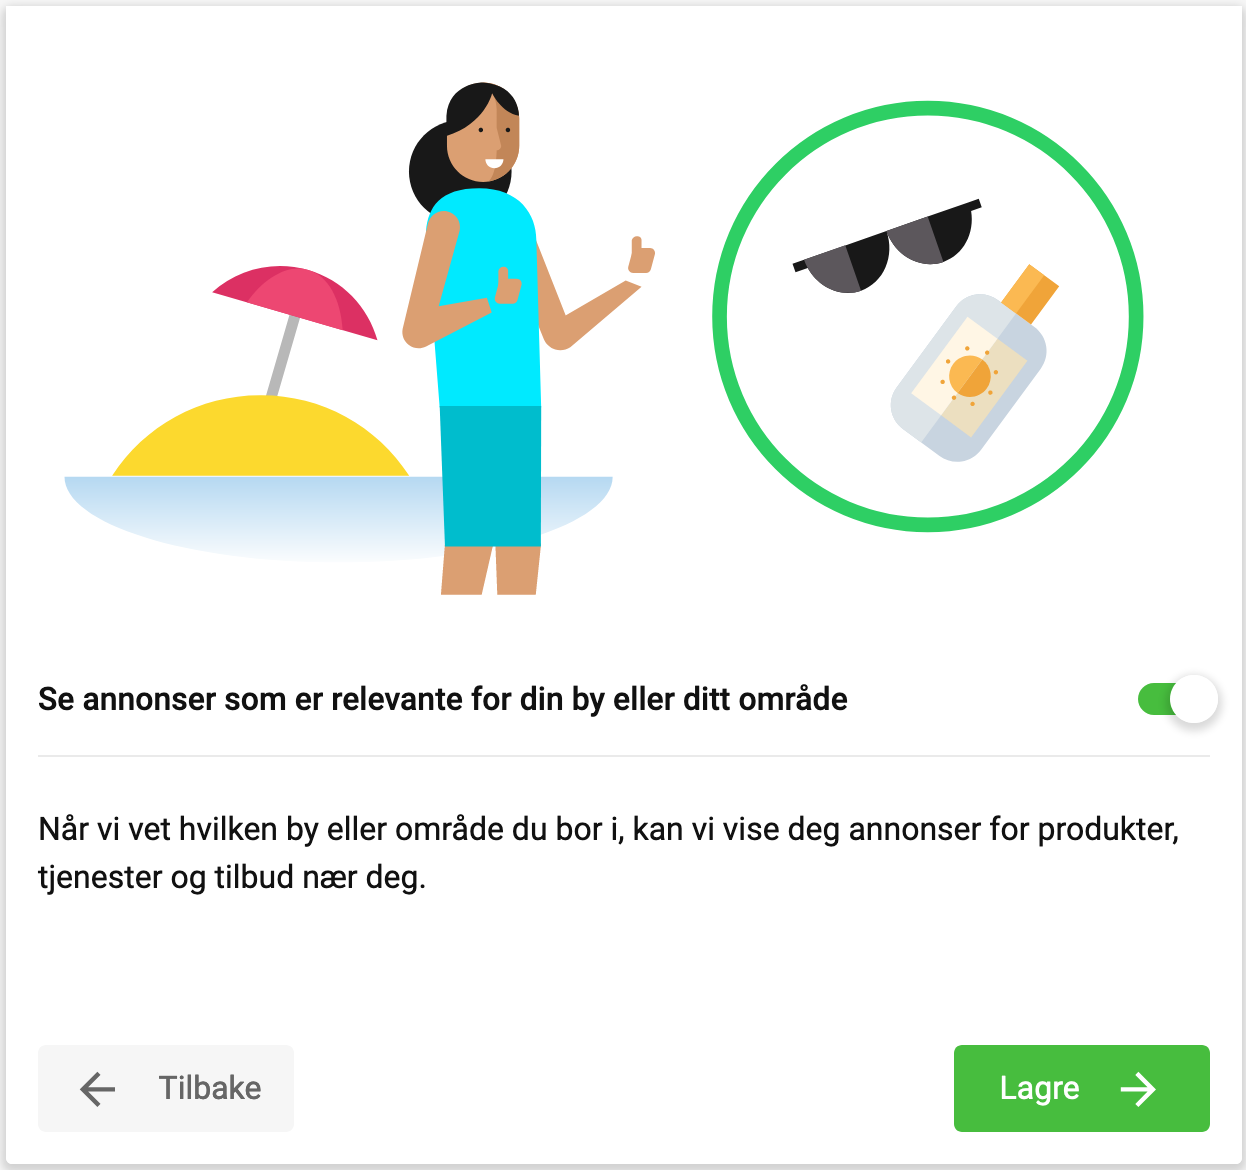 Se annonser som er relevante for din by eller ditt område
Når vi vet hvilken by eller område du bor i, kan vi vise deg annonser for produkter,
tjenester og tilbud nær deg.
Tilbake
Lagre